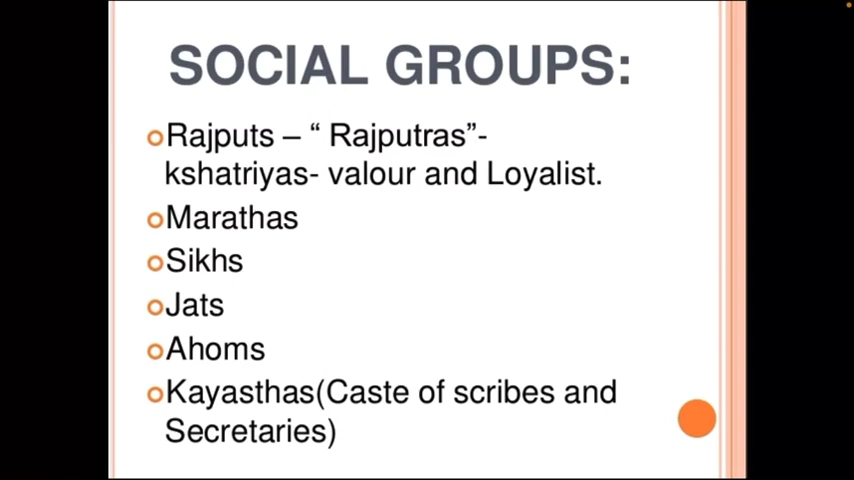 SOCIAL GROUPS:
Rajputs – “ Rajputras”-
kshatriyas- valour and Loyalist.
Marathas
Sikhs
Jats
Ahoms
Kayasthas(Caste of scribes and
Secretaries)